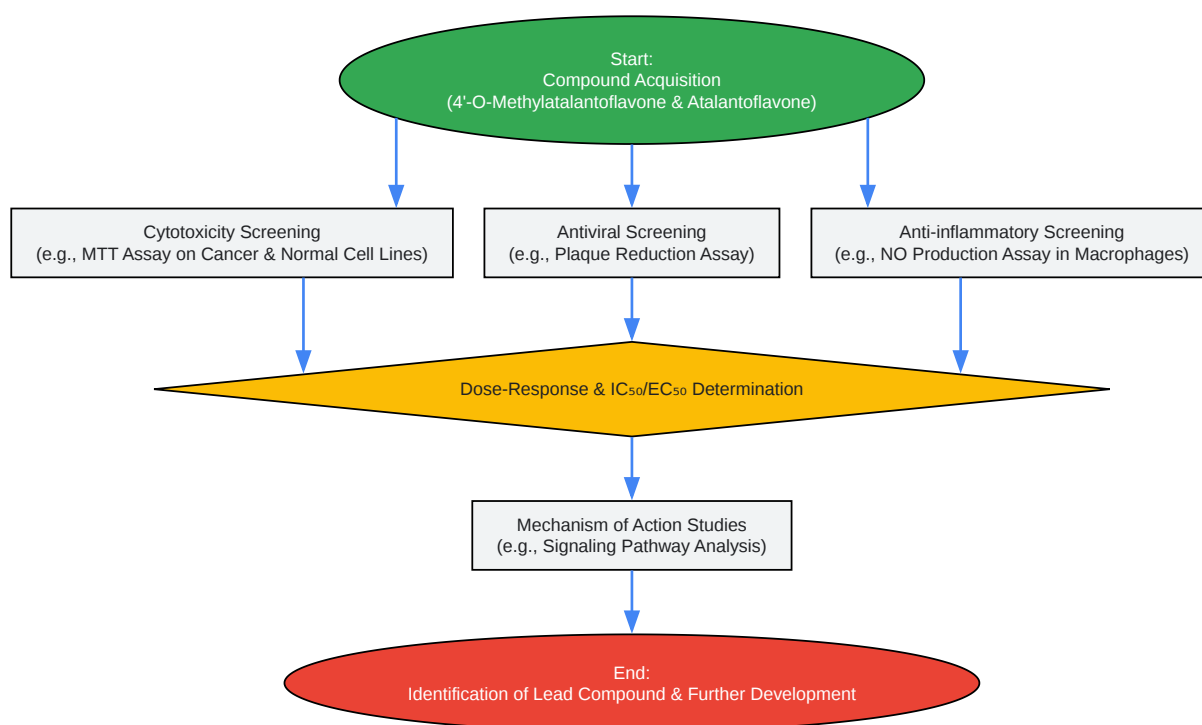 Start:
Compound Acquisition
(4'-O-Methylatalantoflavone & Atalantoflavone)
Cytotoxicity Screening
(e.g., MTT Assay on Cancer & Normal Cell Lines)
Antiviral Screening
(e.g., Plaque Reduction Assay)
Anti-inflammatory Screening
(e.g., NO Production Assay in Macrophages)
Dose-Response & IC₅₀/EC₅₀ Determination
Mechanism of Action Studies
(e.g., Signaling Pathway Analysis)
End:
Identification of Lead Compound & Further Development